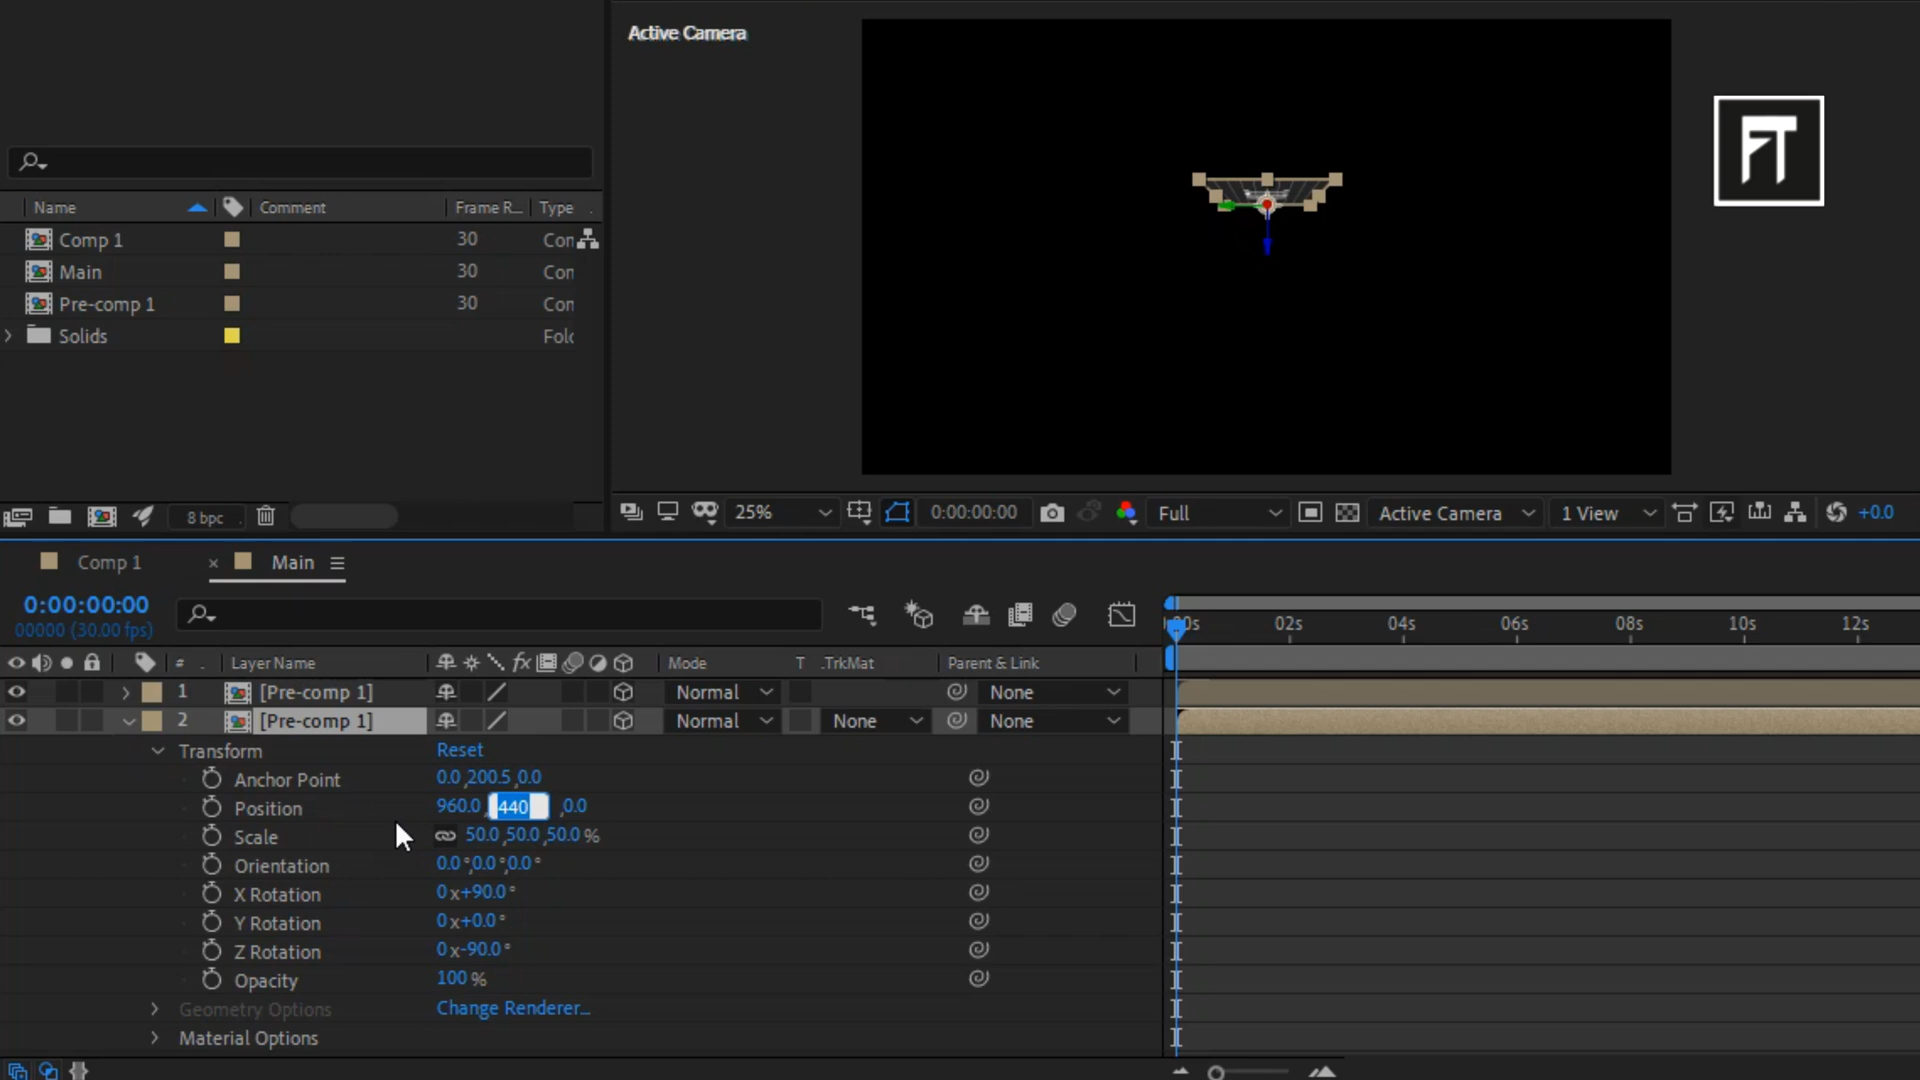 Active Camera
FT
Name Comment Frame R... Type
Comp 1 30 Con
Main 30 Con
Pre-comp 1 30 Con
Solids Folc
8 bpc
25% 0:00:00:00 Full Active Camera 1 View +0.0
Comp 1 × Main
0:00:00:00
00000 (30.00 fps)
00s 02s 04s 06s 08s 10s 12s
# Layer Name fx Mode T .TrkMat Parent & Link
1 [Pre-comp 1] Normal None
2 [Pre-comp 1] Normal None None
Transform Reset
Anchor Point 0.0,200.5,0.0
Position 960.0,440,0.0
Scale 50.0,50.0,50.0%
Orientation 0.0°,0.0°,0.0°
X Rotation 0x+90.0°
Y Rotation 0x+0.0°
Z Rotation 0x-90.0°
Opacity 100%
Geometry Options Change Renderer...
Material Options